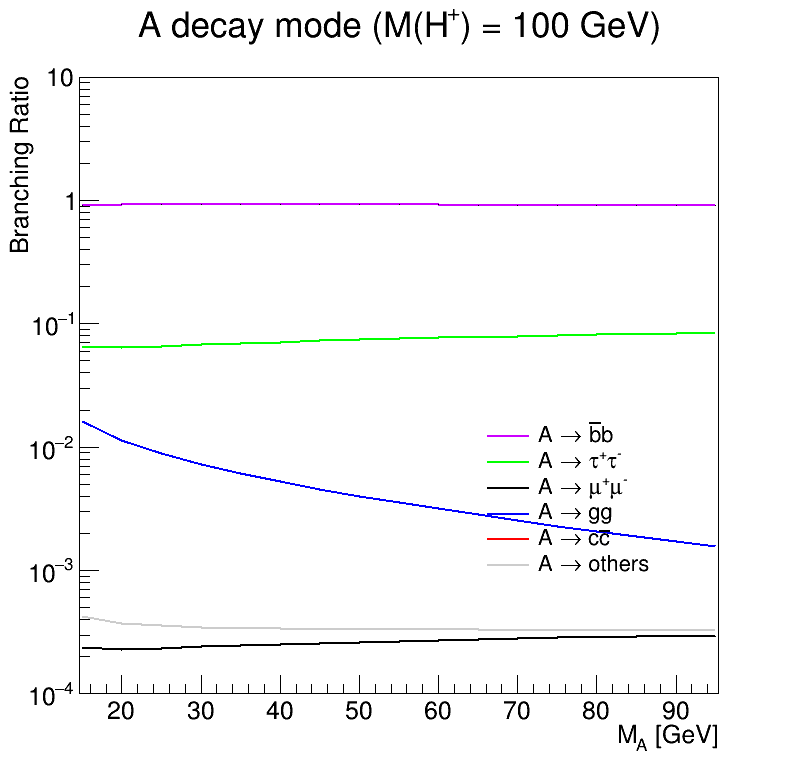 A decay mode (M(H⁺) = 100 GeV)
Branching Ratio
10
1
10⁻¹
10⁻²
10⁻³
10⁻⁴
A → b̅b
A → τ⁺τ⁻
A → μ⁺μ⁻
A → gg
A → cc̅
A → others
20 30 40 50 60 70 80 90
M_A [GeV]